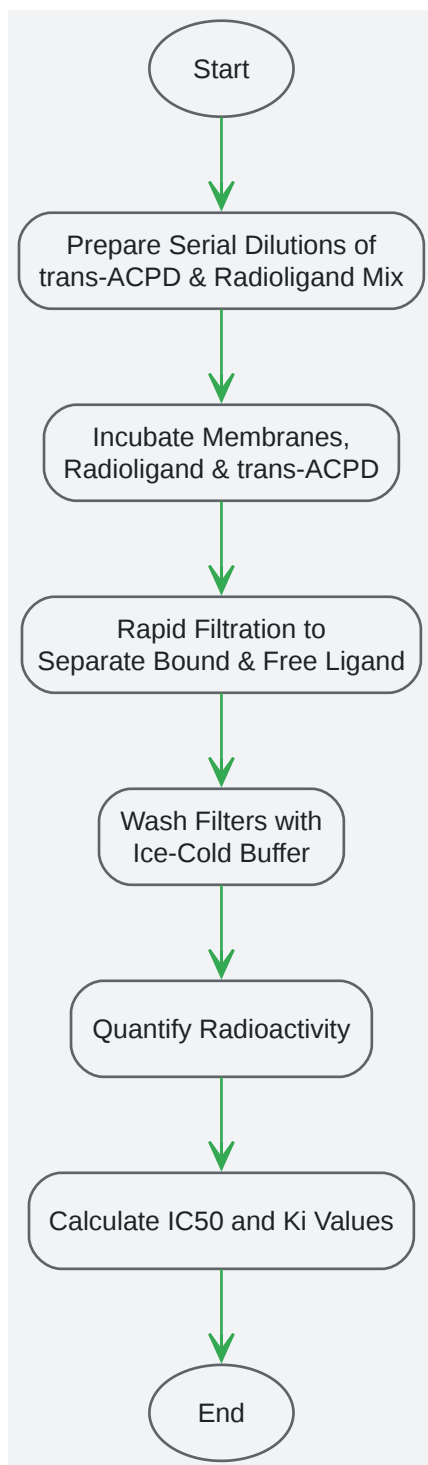 Start
Prepare Serial Dilutions of
trans-ACPD & Radioligand Mix
Incubate Membranes,
Radioligand & trans-ACPD
Rapid Filtration to
Separate Bound & Free Ligand
Wash Filters with
Ice-Cold Buffer
Quantify Radioactivity
Calculate IC50 and Ki Values
End